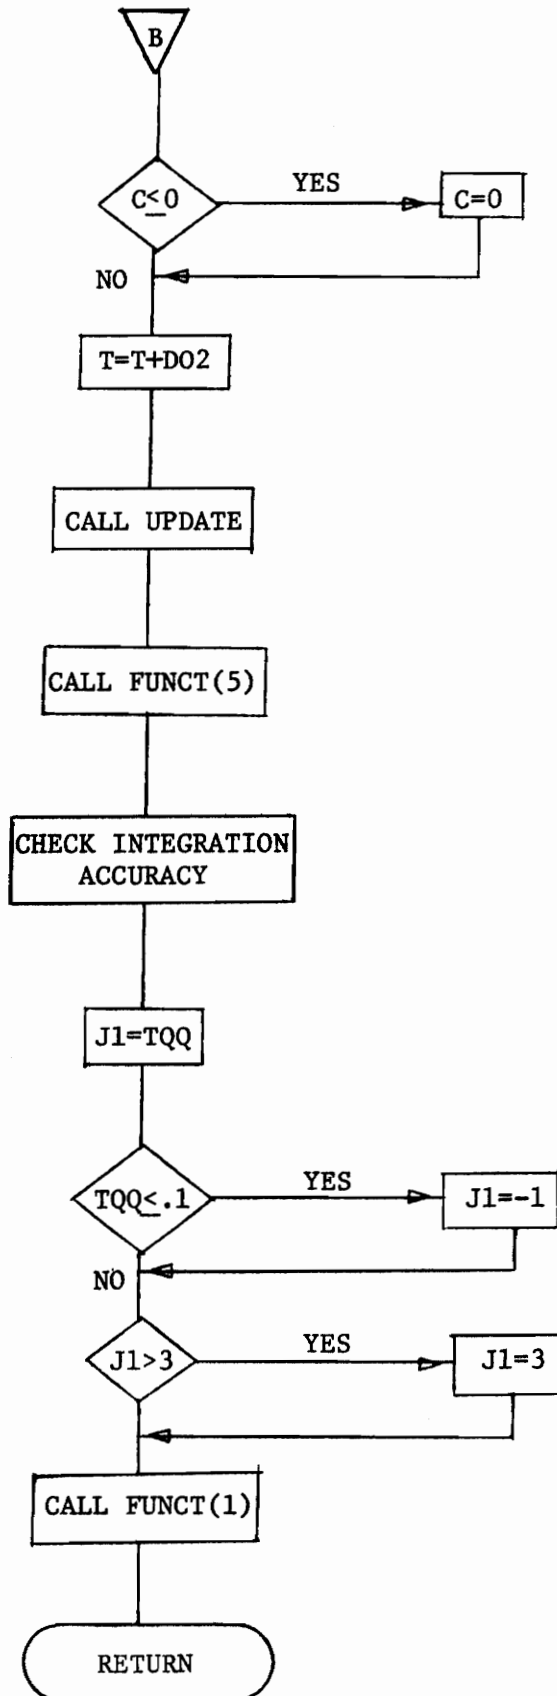 B
C≤0
YES
C=0
NO
T=T+DO2
CALL UPDATE
CALL FUNCT(5)
CHECK INTEGRATION
ACCURACY
J1=TQQ
TQQ≤.1
YES
J1=-1
NO
J1>3
YES
J1=3
CALL FUNCT(1)
RETURN